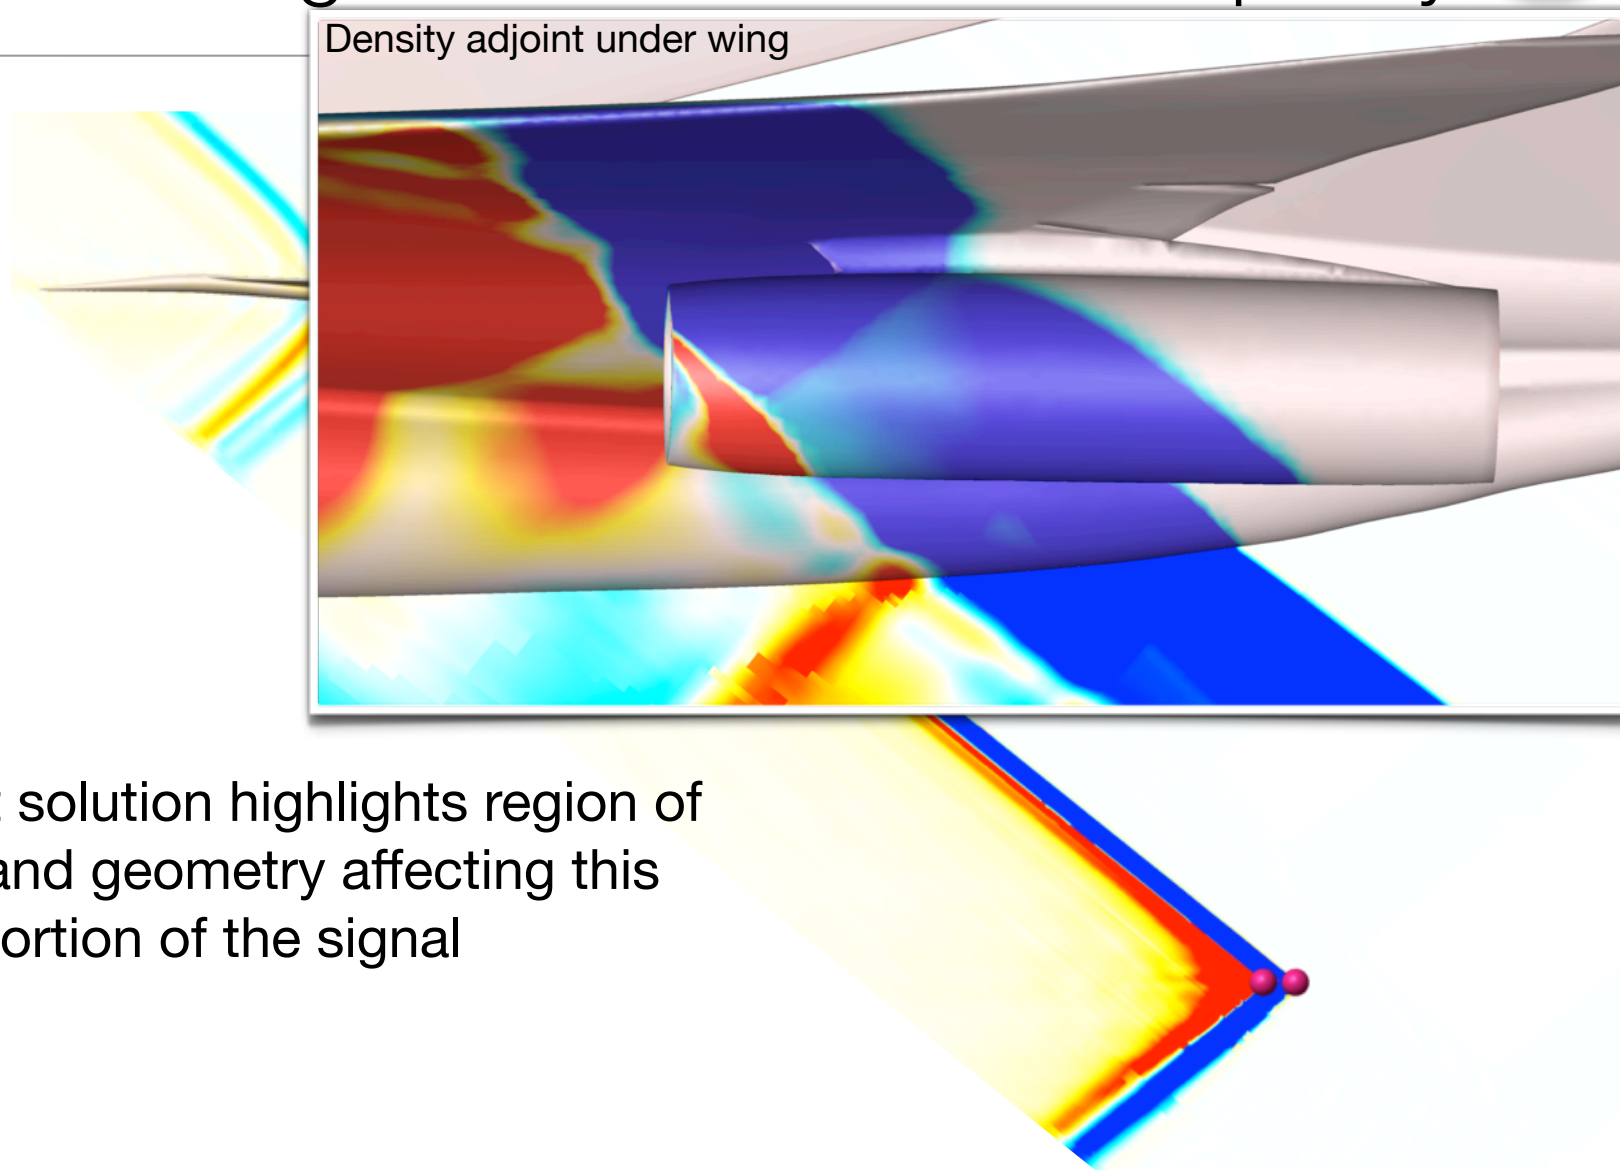 Density adjoint under wing
solution highlights region of
and geometry affecting this
ortion of the signal